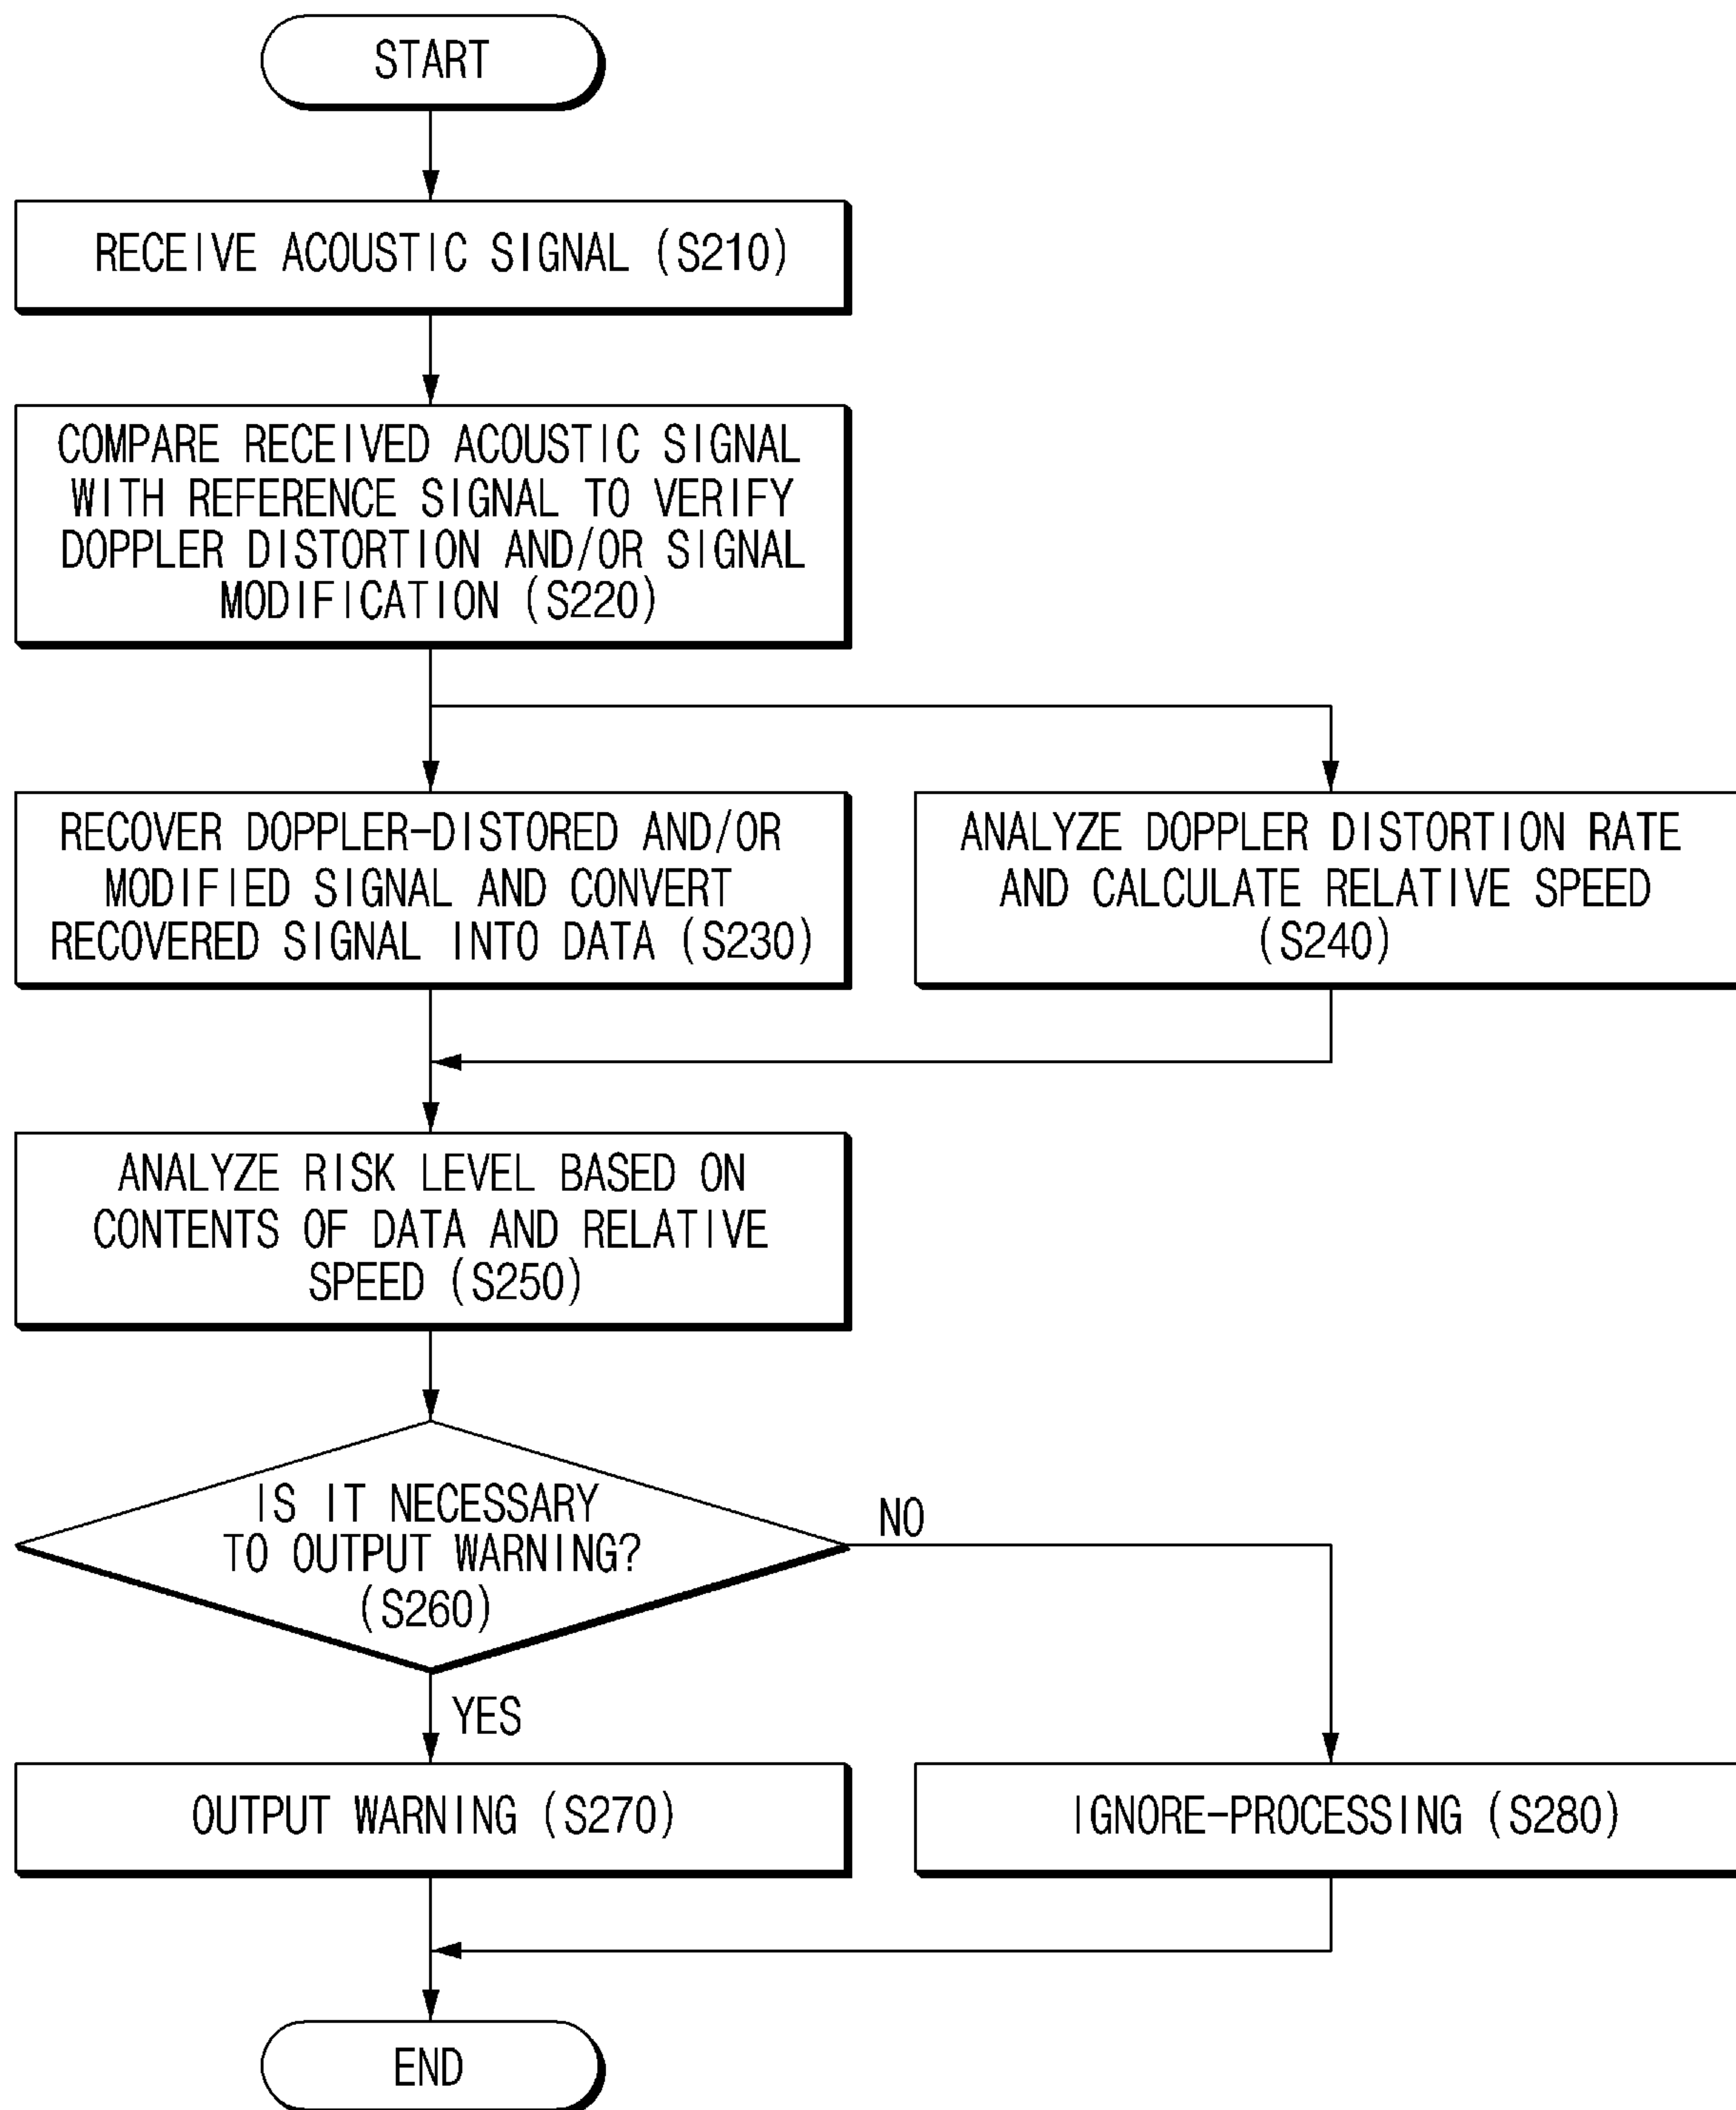 START
RECEIVE ACOUSTIC SIGNAL (S210)
COMPARE RECEIVED ACOUSTIC SIGNAL
WITH REFERENCE SIGNAL TO VERIFY
DOPPLER DISTORTION AND/OR SIGNAL
MODIFICATION (S220)
RECOVER DOPPLER-DISTORED AND/OR
MODIFIED SIGNAL AND CONVERT
RECOVERED SIGNAL INTO DATA (S230)
ANALYZE DOPPLER DISTORTION RATE
AND CALCULATE RELATIVE SPEED
(S240)
ANALYZE RISK LEVEL BASED ON
CONTENTS OF DATA AND RELATIVE
SPEED (S250)
IS IT NECESSARY
TO OUTPUT WARNING?
(S260)
NO
YES
OUTPUT WARNING (S270)
IGNORE-PROCESSING (S280)
END